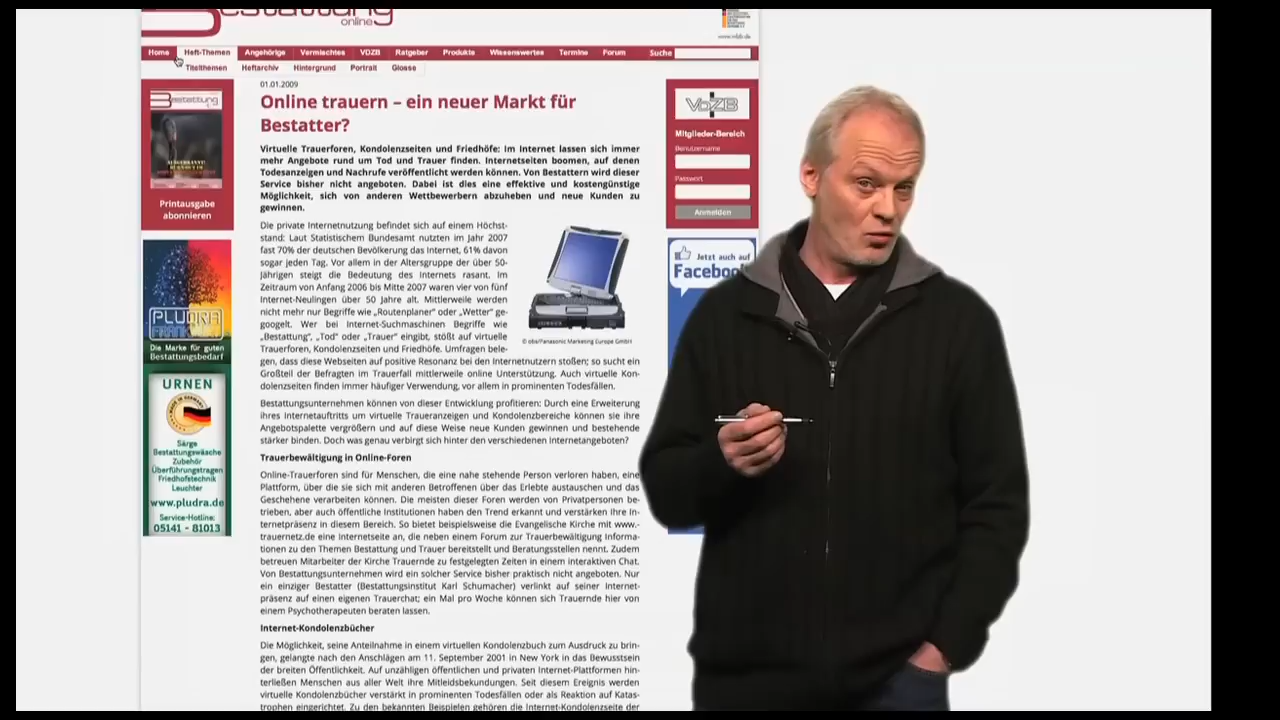 Bestattung
online
www.vdzb.de
Home Heft-Themen Angehörige Vermischtes VDZB Ratgeber Produkte Wissenswertes Termine Forum Suche
Titelthemen Heftarchiv Hintergrund Portrait Glosse
Bestattung
Printausgabe
abonnieren
PLUDRA
FRANKFURT
Die Marke für guten
Bestattungsbedarf
URNEN
Särge
Bestattungswäsche
Zubehör
Überführungstragen
Friedhofstechnik
Leuchter
www.pludra.de
Service-Hotline:
05141 - 81013
01.01.2009
Online trauern – ein neuer Markt für
Bestatter?
Virtuelle Trauerforen, Kondolenzseiten und Friedhöfe: Im Internet lassen sich immer
mehr Angebote rund um Tod und Trauer finden. Internetseiten boomen, auf denen
Todesanzeigen und Nachrufe veröffentlicht werden können. Von Bestattern wird dieser
Service bisher nicht angeboten. Dabei ist dies eine effektive und kostengünstige
Möglichkeit, sich von anderen Wettbewerbern abzuheben und neue Kunden zu
gewinnen.
Die private Internetnutzung befindet sich auf einem Höchst-
stand: Laut Statistischem Bundesamt nutzten im Jahr 2007
fast 70% der deutschen Bevölkerung das Internet, 61% davon
sogar jeden Tag. Vor allem in der Altersgruppe der über 50-
Jährigen steigt die Bedeutung des Internets rasant. Im
Zeitraum von Anfang 2006 bis Mitte 2007 waren vier von fünf
Internet-Neulingen über 50 Jahre alt. Mittlerweile werden
nicht mehr nur Begriffe wie „Routenplaner“ oder „Wetter“ ge-
googelt. Wer bei Internet-Suchmaschinen Begriffe wie
„Bestattung“, „Tod“ oder „Trauer“ eingibt, stößt auf virtuelle
Trauerforen, Kondolenzseiten und Friedhöfe. Umfragen bele-
gen, dass diese Webseiten auf positive Resonanz bei den Internetnutzern stoßen; so sucht ein
Großteil der Befragten im Trauerfall mittlerweile online Unterstützung. Auch virtuelle Kon-
dolenzseiten finden immer häufiger Verwendung, vor allem in prominenten Todesfällen.
© obs/Panasonic Marketing Europe GmbH
Bestattungsunternehmen können von dieser Entwicklung profitieren: Durch eine Erweiterung
ihres Internetauftritts um virtuelle Traueranzeigen und Kondolenzbereiche können sie ihre
Angebotspalette vergrößern und auf diese Weise neue Kunden gewinnen und bestehende
stärker binden. Doch was genau verbirgt sich hinter den verschiedenen Internetangeboten?
Trauerbewältigung in Online-Foren
Online-Trauerforen sind für Menschen, die eine nahe stehende Person verloren haben, eine
Plattform, über die sie sich mit anderen Betroffenen über das Erlebte austauschen und das
Geschehene verarbeiten können. Die meisten dieser Foren werden von Privatpersonen be-
trieben, aber auch öffentliche Institutionen haben den Trend erkannt und verstärken ihre In-
ternetpräsenz in diesem Bereich. So bietet beispielsweise die Evangelische Kirche mit www.-
trauernetz.de eine Internetseite an, die neben einem Forum zur Trauerbewältigung Informa-
tionen zu den Themen Bestattung und Trauer bereitstellt und Beratungsstellen nennt. Zudem
betreuen Mitarbeiter der Kirche Trauernde zu festgelegten Zeiten in einem interaktiven Chat.
Von Bestattungsunternehmen wird ein solcher Service bisher praktisch nicht angeboten. Nur
ein einziger Bestatter (Bestattungsinstitut Karl Schumacher) verlinkt auf seiner Internet-
präsenz auf einen eigenen Trauerchat; ein Mal pro Woche können sich Trauernde hier von
einem Psychotherapeuten beraten lassen.
Internet-Kondolenzbücher
Die Möglichkeit, seine Anteilnahme in einem virtuellen Kondolenzbuch zum Ausdruck zu brin-
gen, gelangte nach den Anschlägen am 11. September 2001 in New York in das Bewusstsein
der breiten Öffentlichkeit. Auf unzähligen öffentlichen und privaten Internet-Plattformen hin-
terließen Menschen aus aller Welt ihre Mitleidsbekundungen. Seit diesem Ereignis werden
virtuelle Kondolenzbücher verstärkt in prominenten Todesfällen oder als Reaktion auf Katas-
trophen eingerichtet. Zu den bekannten Beispielen gehören die Internet-Kondolenzseite der
VDZB
Mitglieder-Bereich
Benutzername
Passwort
Anmelden
Jetzt auch auf
Facebook